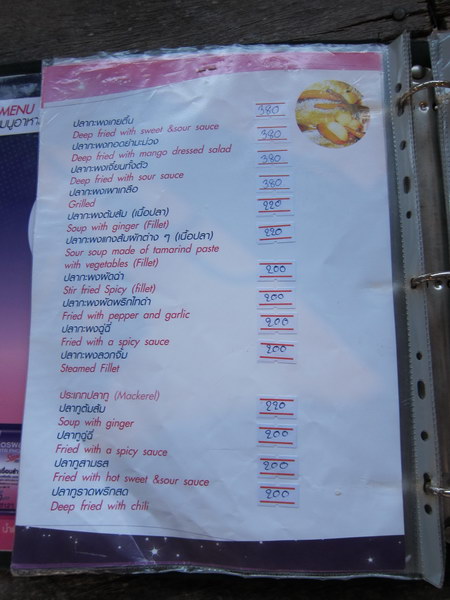 MENU
ปลากะพงเกยตื้น 380
Deep fried with sweet &sour sauce
ปลากะพงทอดยำมะม่วง 380
Deep fried with mango dressed salad
ปลากะพงเจี๋ยนทั้งตัว 380
Deep fried with sour sauce
ปลากะพงเผาเกลือ 380
Grilled
ปลากะพงต้มส้ม (เนื้อปลา) 220
Soup with ginger (Fillet)
ปลากะพงแกงส้มผักต่าง ๆ (เนื้อปลา) 220
Sour soup made of tamarind paste
with vegetables (Fillet)
ปลากะพงผัดฉ่า 200
Stir fried Spicy (fillet)
ปลากะพงผัดพริกไทดำ 200
Fried with pepper and garlic
ปลากะพงฉู่ฉี่ 200
Fried with a spicy sauce
ปลากะพงลวกจิ้ม 200
Steamed Fillet
ประเภทปลาทู (Mackerel)
ปลาทูต้มส้ม 220
Soup with ginger
ปลาทูฉู่ฉี่ 200
Fried with a spicy sauce
ปลาทูสามรส 200
Fried with hot sweet &sour sauce
ปลาทูราดพริกสด 200
Deep fried with chili